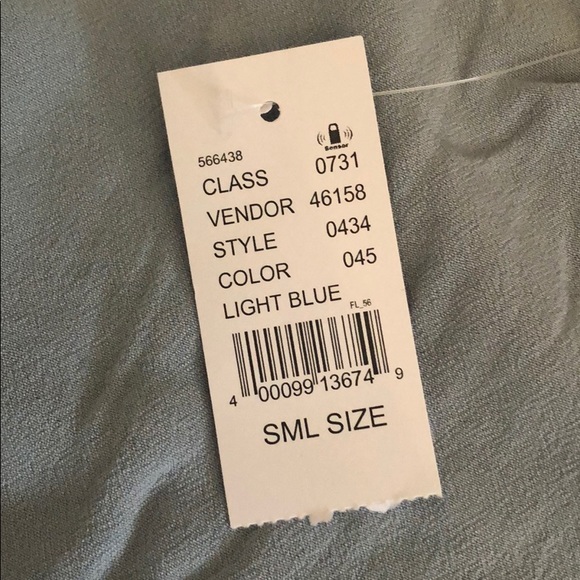 Sensor
566438
CLASS 0731
VENDOR 46158
STYLE 0434
COLOR 045
LIGHT BLUE FL_56
4 00099 13674 9
SML SIZE